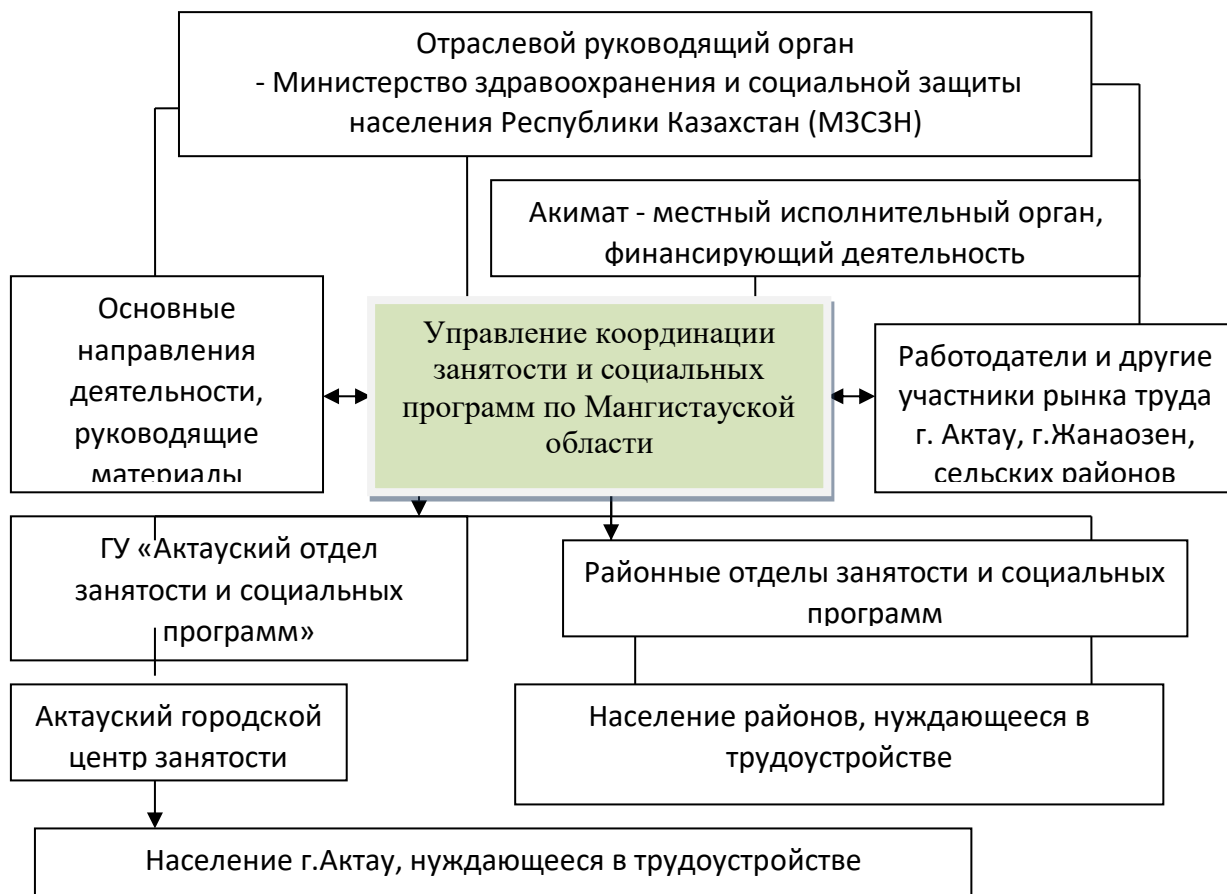 Отраслевой руководящий орган
- Министерство здравоохранения и социальной защиты
населения Республики Казахстан (МЗСЗН)
Акимат - местный исполнительный орган,
финансирующий деятельность
Основные
направления
деятельности,
руководящие
материалы
Управление координации
занятости и социальных
программ по Мангистауской
области
Работодатели и другие
участники рынка труда
г. Актау, г.Жанаозен,
сельских районов
ГУ «Актауский отдел
занятости и социальных
программ»
Районные отделы занятости и социальных
программ
Актауский городской
центр занятости
Население районов, нуждающееся в
трудоустройстве
Население г.Актау, нуждающееся в трудоустройстве